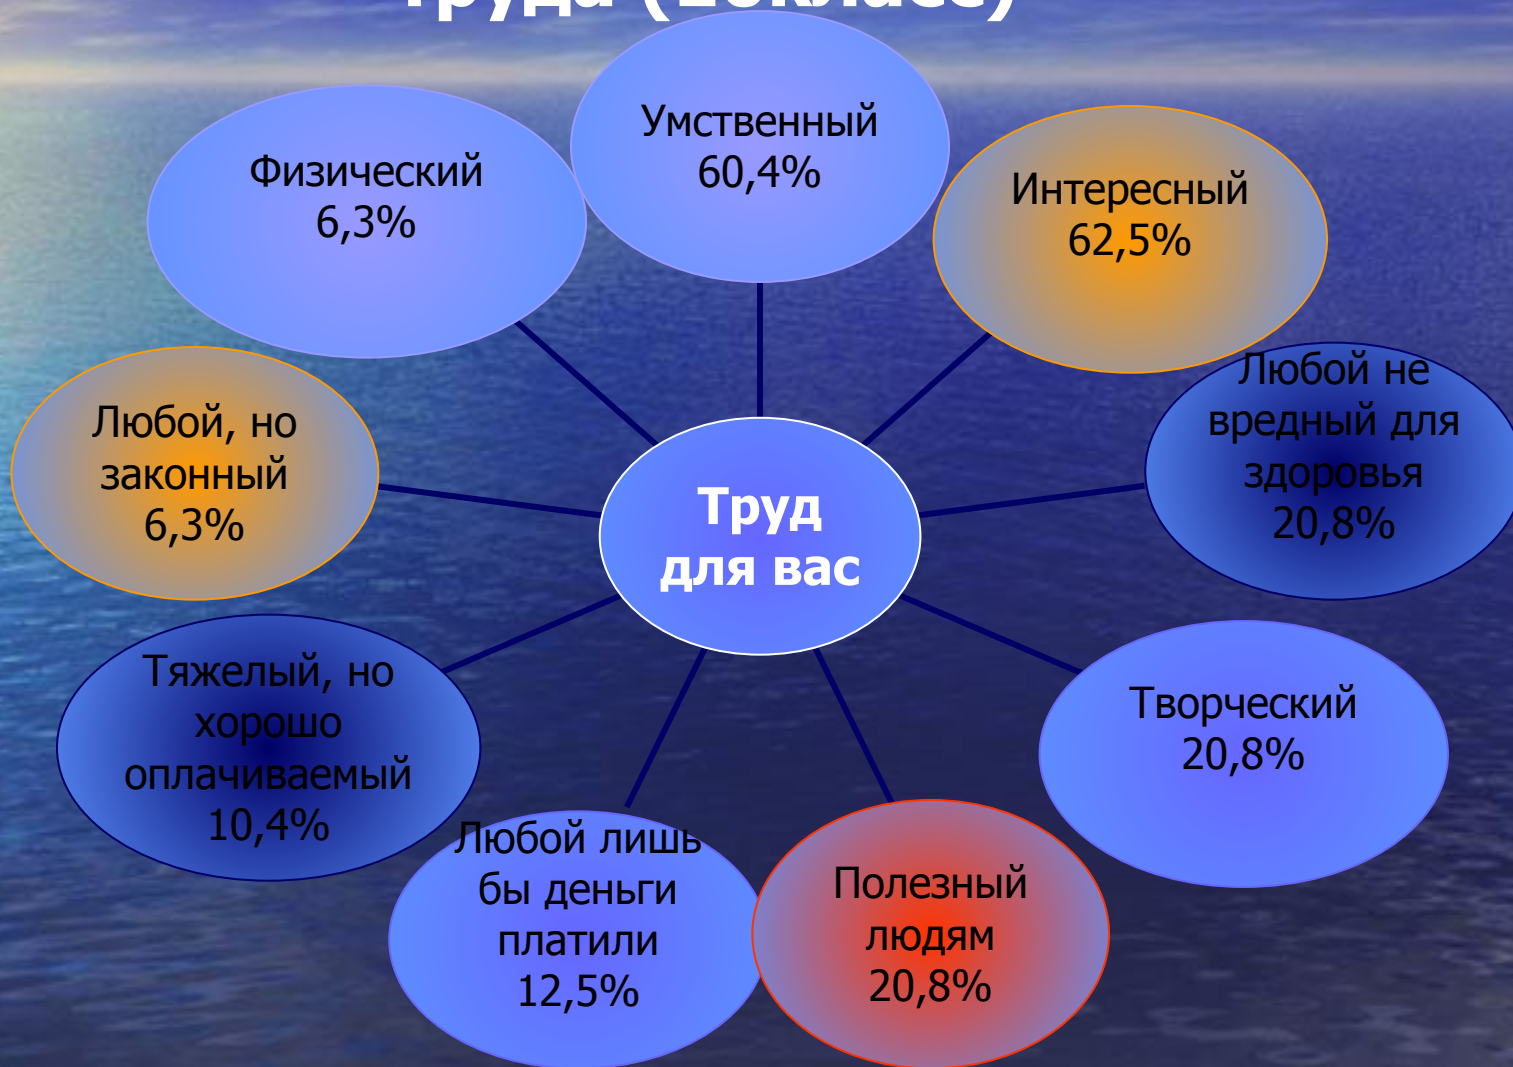 труда (10класс)
Умственный
60,4%
Физический
6,3%
Интересный
62,5%
Любой не
вредный для
здоровья
20,8%
Любой, но
законный
6,3%
Труд
для вас
Тяжелый, но
хорошо
оплачиваемый
10,4%
Творческий
20,8%
Любой лишь
бы деньги
платили
12,5%
Полезный
людям
20,8%